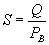 S = Q / P_B